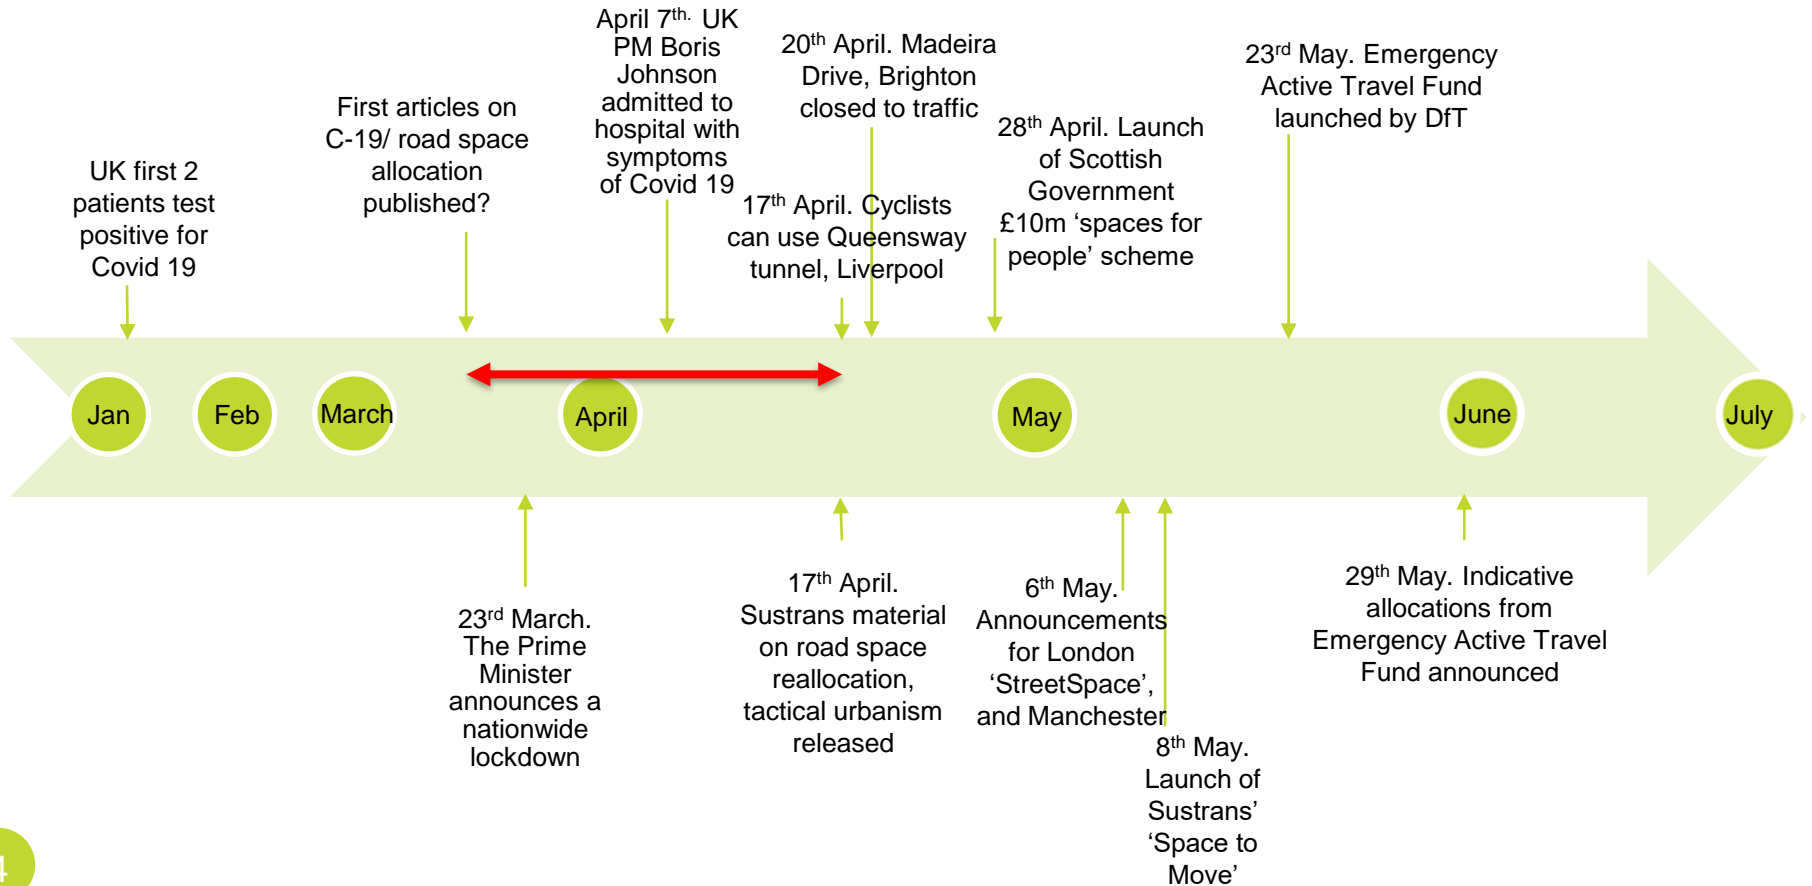 UK first 2
patients test
positive for
Covid 19
First articles on
C-19/ road space
allocation
published?
April 7th. UK
PM Boris
Johnson
admitted to
hospital with
symptoms
of Covid 19
20th April. Madeira
Drive, Brighton
closed to traffic
17th April. Cyclists
can use Queensway
tunnel, Liverpool
28th April. Launch
of Scottish
Government
£10m ‘spaces for
people’ scheme
23rd May. Emergency
Active Travel Fund
launched by DfT
Jan
Feb
March
April
May
June
July
23rd March.
The Prime
Minister
announces a
nationwide
lockdown
17th April.
Sustrans material
on road space
reallocation,
tactical urbanism
released
6th May.
Announcements
for London
‘StreetSpace’,
and Manchester
8th May.
Launch of
Sustrans’
‘Space to
Move’
29th May. Indicative
allocations from
Emergency Active Travel
Fund announced
4